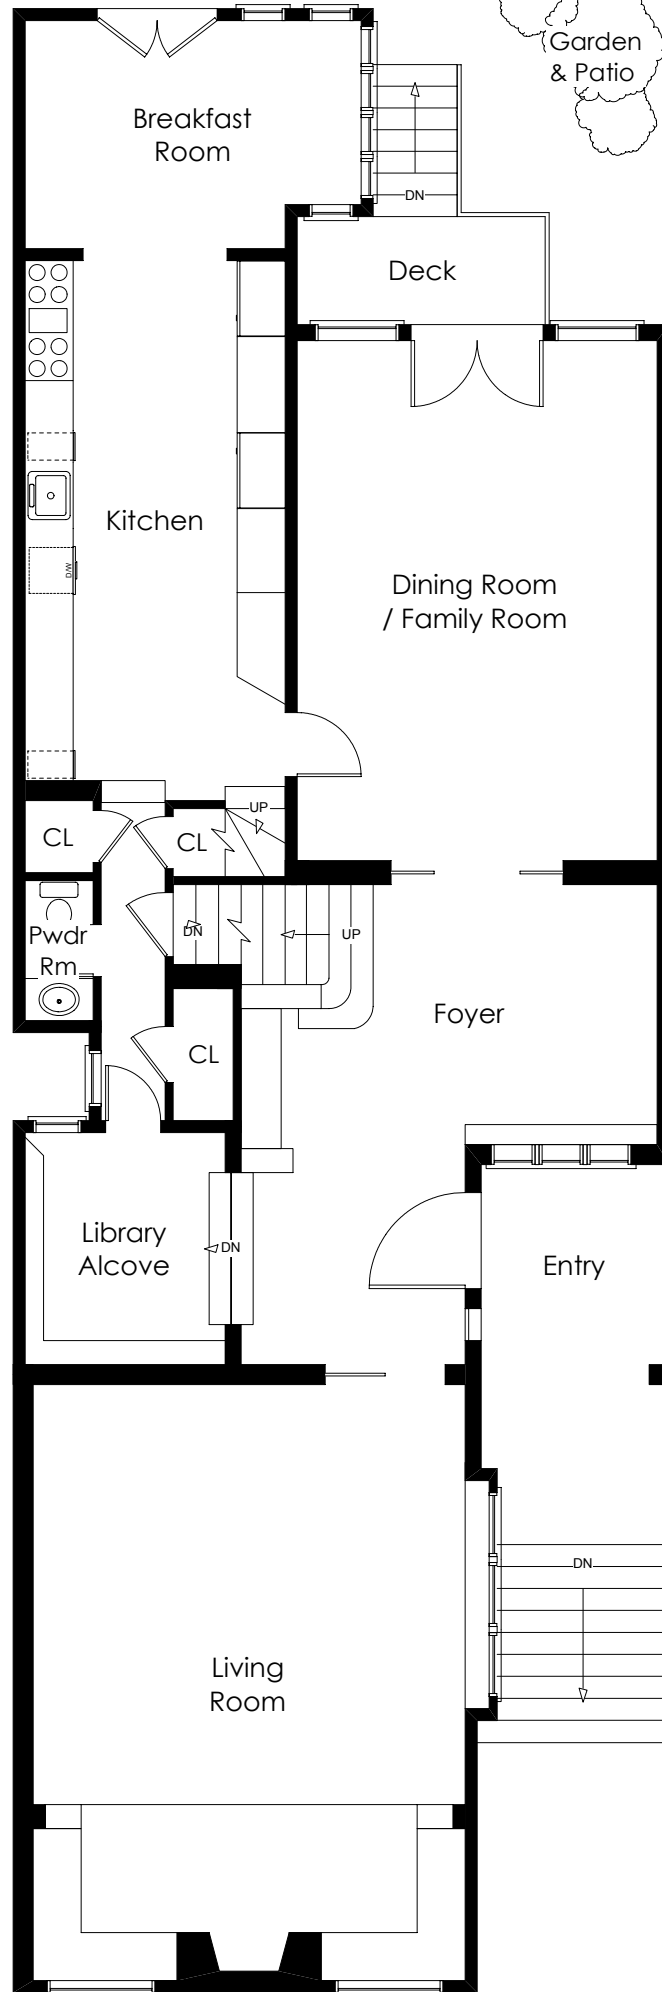 Garden
& Patio
Breakfast
Room
DN
Deck
Kitchen
D/W
Dining Room
/ Family Room
UP
CL
CL
Pwdr
Rm
DN
UP
Foyer
CL
Library
Alcove
DN
Entry
DN
Living
Room